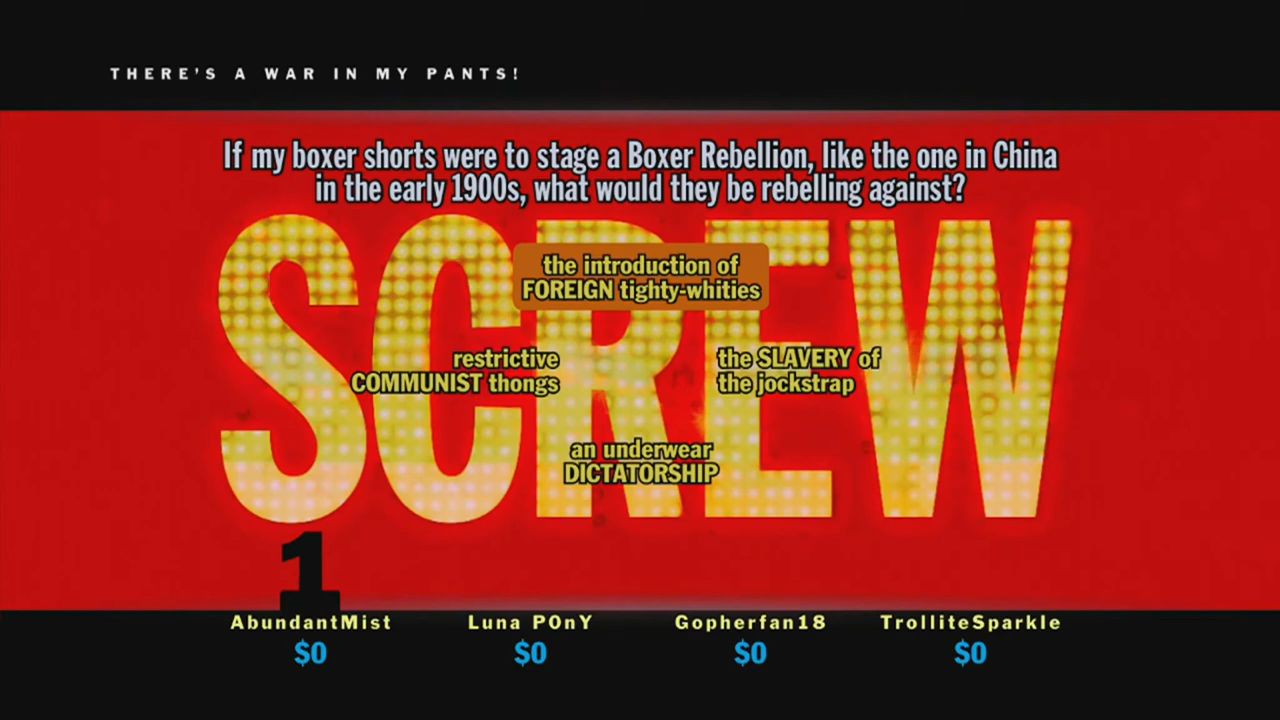 THERE'S A WAR IN MY PANTS!
If my boxer shorts were to stage a Boxer Rebellion, like the one in China
in the early 1900s, what would they be rebelling against?
SCREW
the introduction of
FOREIGN tighty-whities
restrictive
COMMUNIST thongs
the SLAVERY of
the jockstrap
an underwear
DICTATORSHIP
1
AbundantMist
Luna P0nY
Gopherfan18
TrolliteSparkle
$0
$0
$0
$0